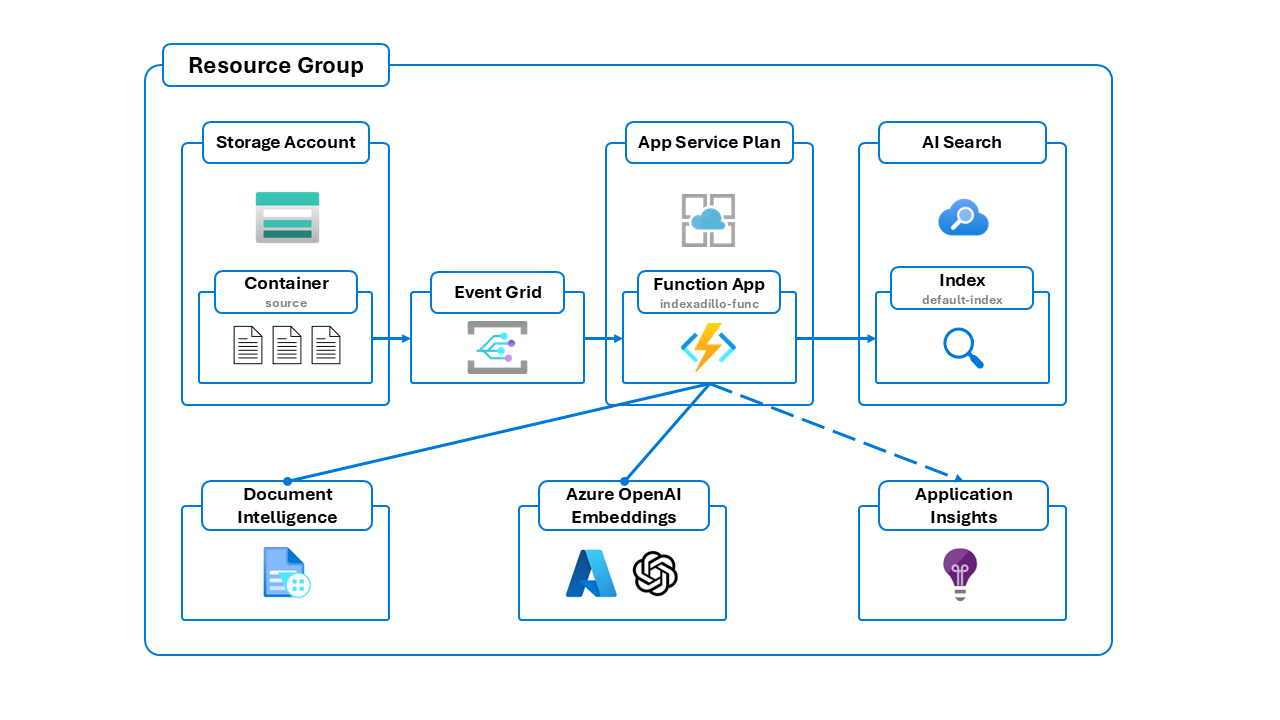 Resource Group
Storage Account
App Service Plan
AI Search
Container
source
Event Grid
Function App
indexadillo-func
Index
default-index
Document
Intelligence
Azure OpenAI
Embeddings
Application
Insights